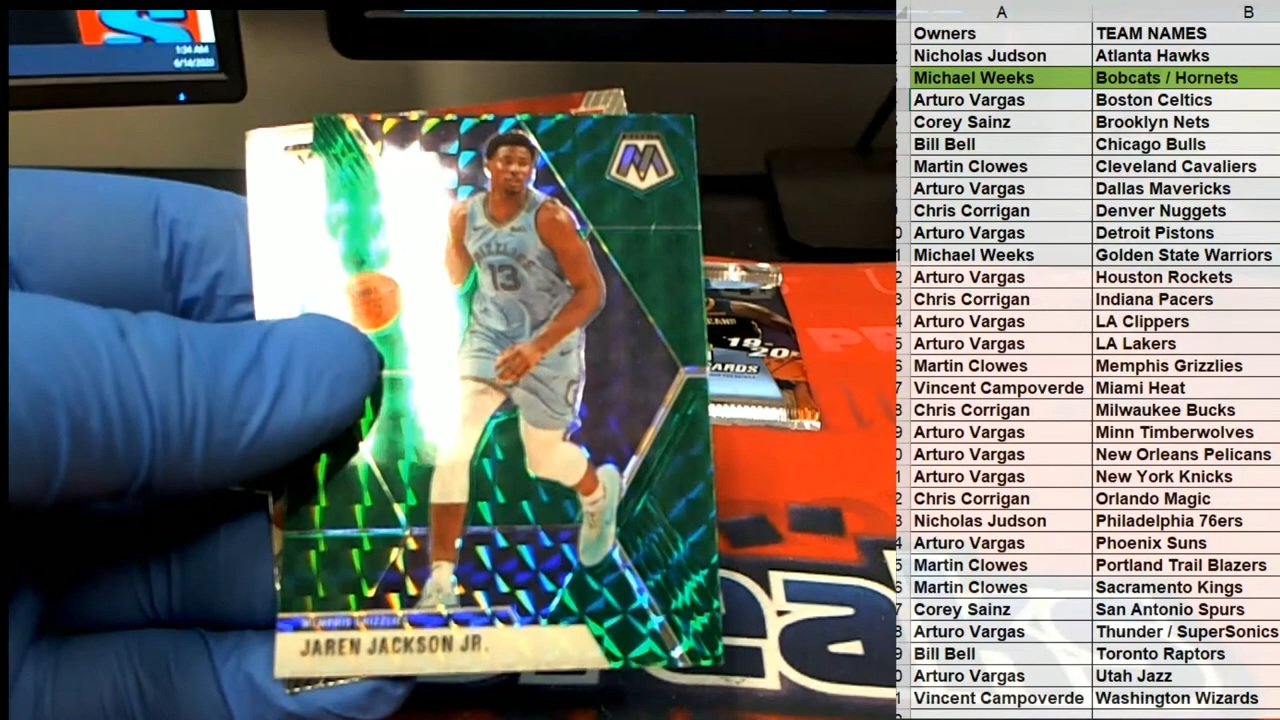 1:34 AM
6/14/2020
13
19-
20
JAREN JACKSON JR.
A B
Owners TEAM NAMES
Nicholas Judson Atlanta Hawks
Michael Weeks Bobcats / Hornets
Arturo Vargas Boston Celtics
Corey Sainz Brooklyn Nets
Bill Bell Chicago Bulls
Martin Clowes Cleveland Cavaliers
Arturo Vargas Dallas Mavericks
Chris Corrigan Denver Nuggets
Arturo Vargas Detroit Pistons
Michael Weeks Golden State Warriors
Arturo Vargas Houston Rockets
Chris Corrigan Indiana Pacers
Arturo Vargas LA Clippers
Arturo Vargas LA Lakers
Martin Clowes Memphis Grizzlies
Vincent Campoverde Miami Heat
Chris Corrigan Milwaukee Bucks
Arturo Vargas Minn Timberwolves
Arturo Vargas New Orleans Pelicans
Arturo Vargas New York Knicks
Chris Corrigan Orlando Magic
Nicholas Judson Philadelphia 76ers
Arturo Vargas Phoenix Suns
Martin Clowes Portland Trail Blazers
Martin Clowes Sacramento Kings
Corey Sainz San Antonio Spurs
Arturo Vargas Thunder / SuperSonics
Bill Bell Toronto Raptors
Arturo Vargas Utah Jazz
Vincent Campoverde Washington Wizards